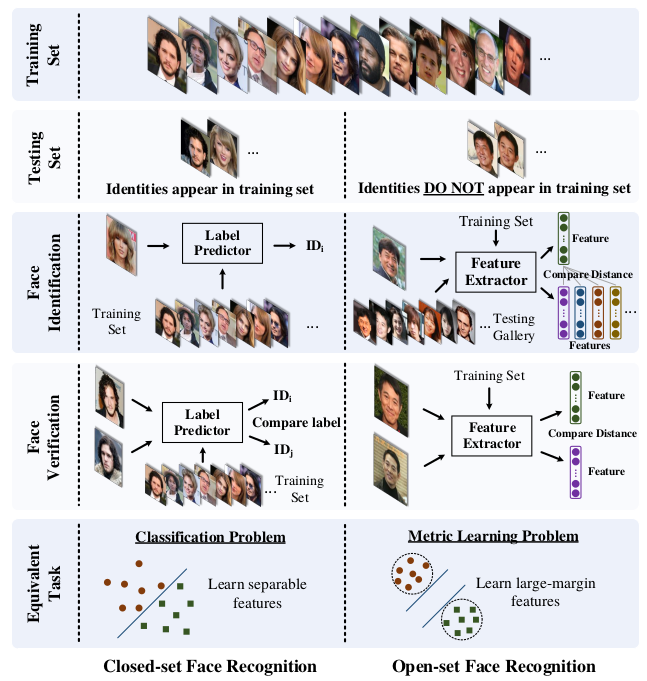 Training
Set
...
Testing
Set
...
Identities appear in training set
...
Identities DO NOT appear in training set
Face
Identification
Label
Predictor
IDi
Training
Set
...
Training Set
Feature
Extractor
Feature
Compare Distance
... Testing
Gallery
...
Features
Face
Verification
Label
Predictor
IDi
Compare label
IDj
... Training
Set
Training Set
Feature
Extractor
Feature
Compare Distance
Feature
Equivalent
Task
Classification Problem
Learn separable
features
Metric Learning Problem
Learn large-margin
features
Closed-set Face Recognition
Open-set Face Recognition